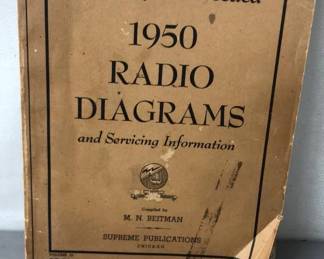 1950
RADIO
DIAGRAMS
and Servicing Information
Compiled by
M. N. BEITMAN
SUPREME PUBLICATIONS
CHICAGO